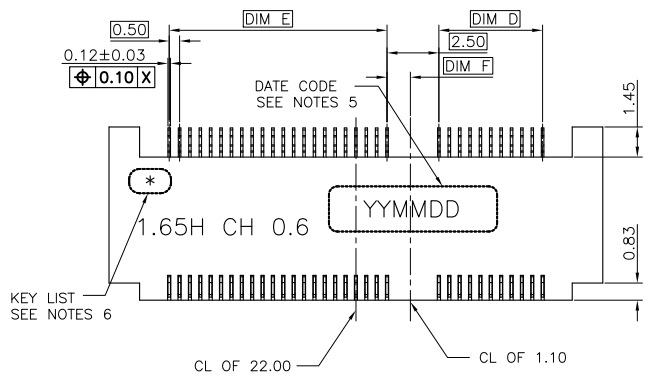 DIM E
DIM D
0.50
2.50
0.12±0.03
DIM F
⌖ 0.10 X
DATE CODE
SEE NOTES 5
1.45
*
YYMMDD
1.65H CH 0.6
0.83
KEY LIST
SEE NOTES 6
CL OF 22.00
CL OF 1.10